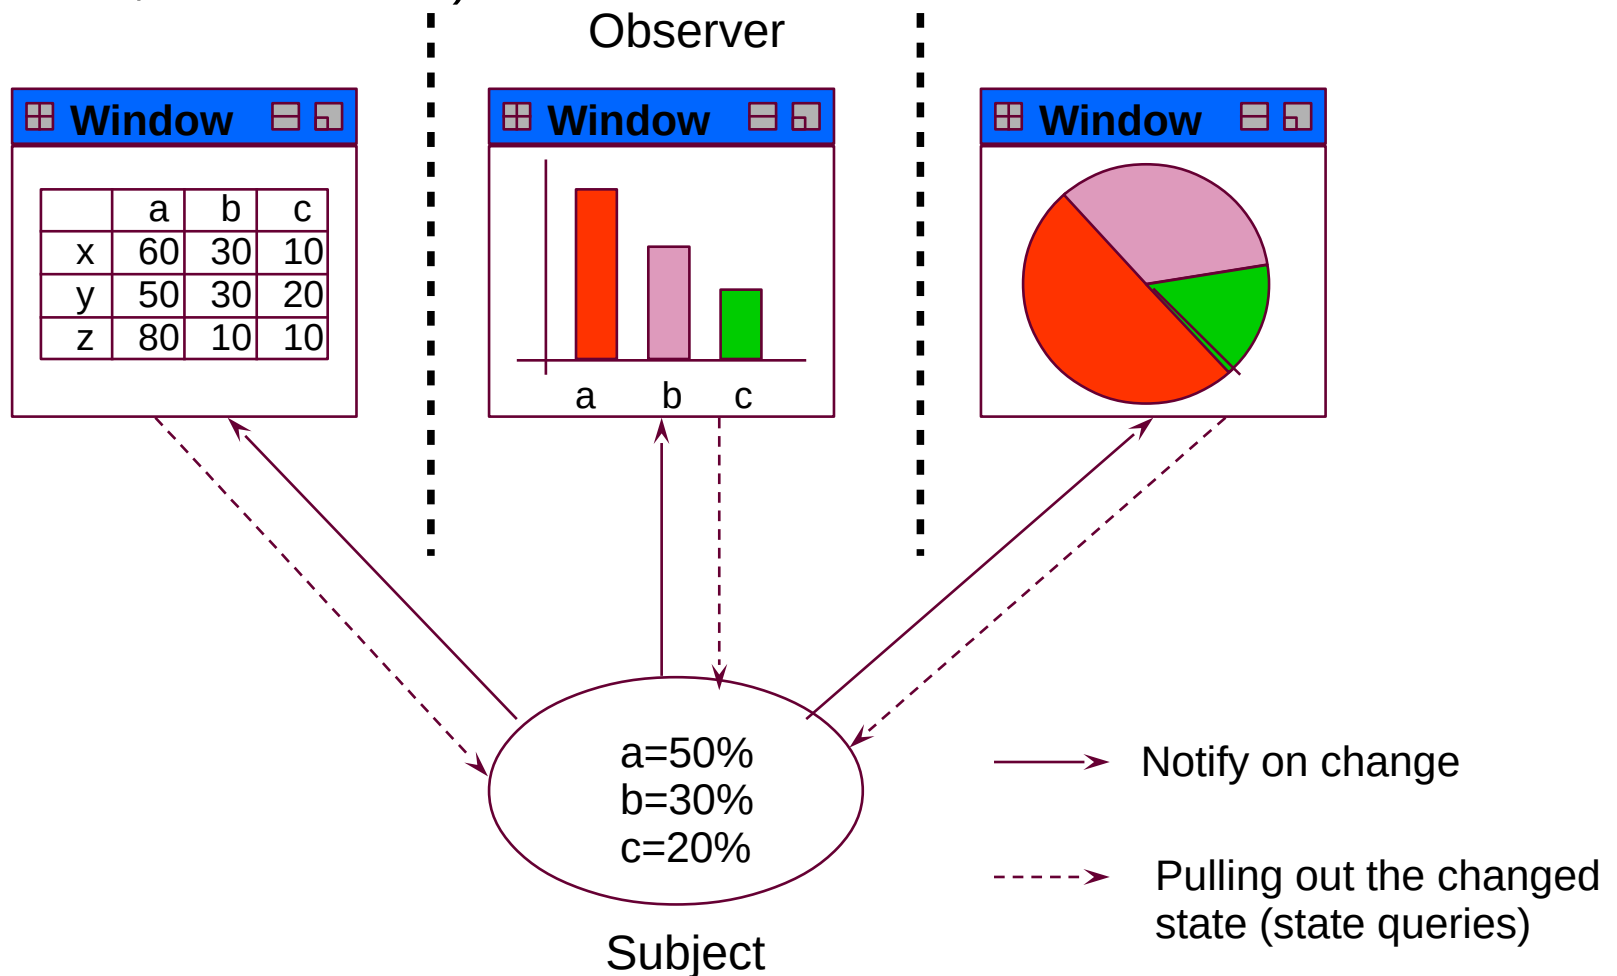 Observer
Window
Window
Window
a b c
x 60 30 10
y 50 30 20
z 80 10 10
a b c
a=50%
b=30%
c=20%
Subject
Notify on change
Pulling out the changed
state (state queries)